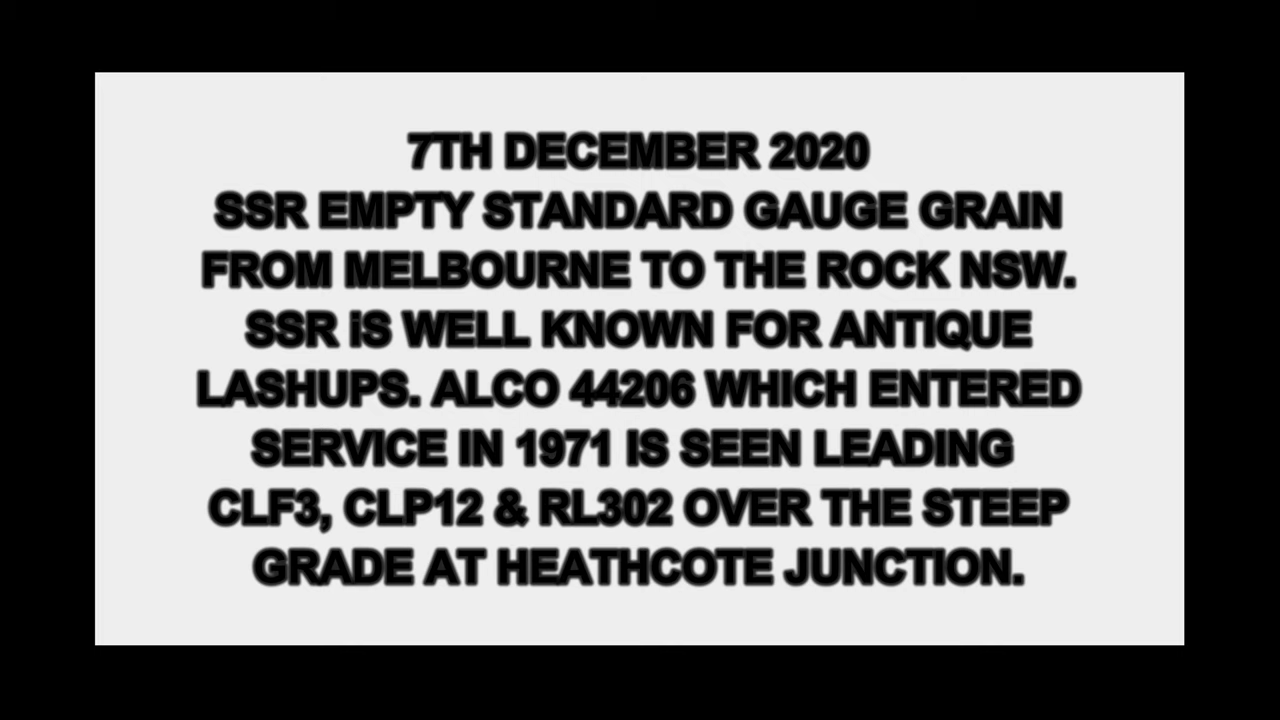 7TH DECEMBER 2020
SSR EMPTY STANDARD GAUGE GRAIN
FROM MELBOURNE TO THE ROCK NSW.
SSR iS WELL KNOWN FOR ANTIQUE
LASHUPS. ALCO 44206 WHICH ENTERED
SERVICE IN 1971 IS SEEN LEADING
CLF3, CLP12 & RL302 OVER THE STEEP
GRADE AT HEATHCOTE JUNCTION.